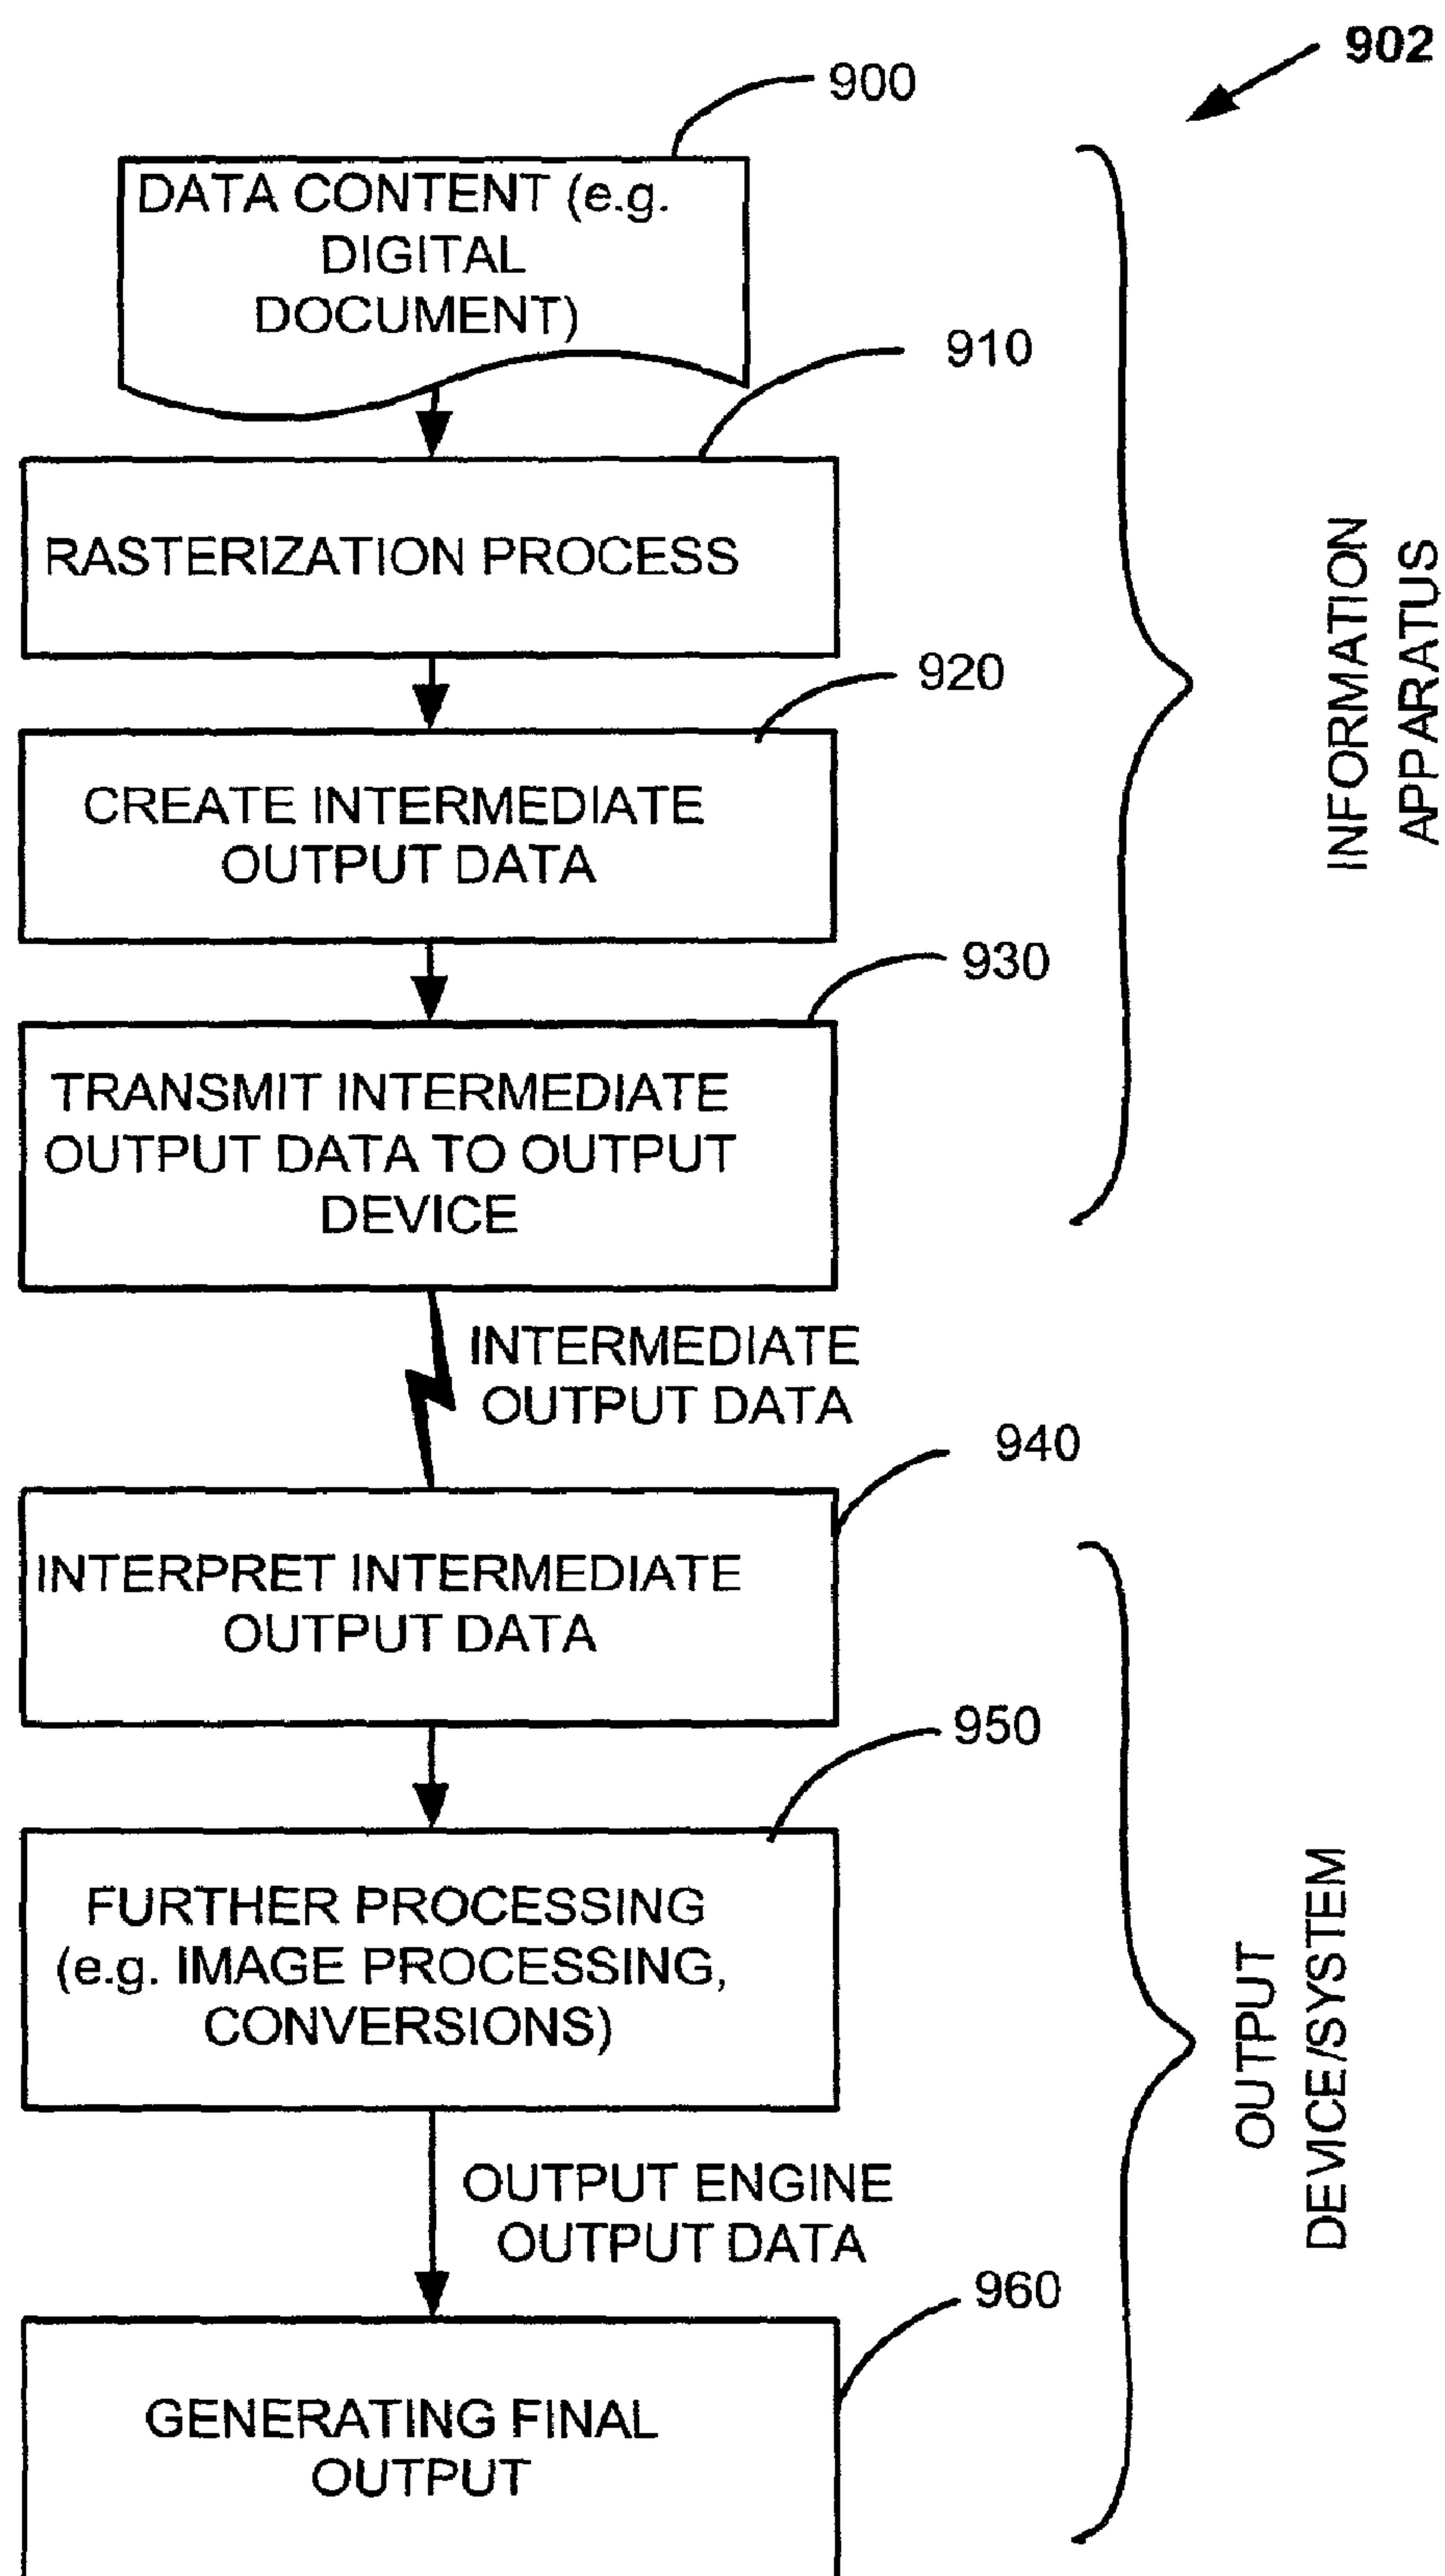 902
900
DATA CONTENT (e.g.
DIGITAL
DOCUMENT)
910
RASTERIZATION PROCESS
920
CREATE INTERMEDIATE
OUTPUT DATA
930
TRANSMIT INTERMEDIATE
OUTPUT DATA TO OUTPUT
DEVICE
INFORMATION
APPARATUS
INTERMEDIATE
OUTPUT DATA
940
INTERPRET INTERMEDIATE
OUTPUT DATA
950
FURTHER PROCESSING
(e.g. IMAGE PROCESSING,
CONVERSIONS)
OUTPUT
DEVICE/SYSTEM
OUTPUT ENGINE
OUTPUT DATA
960
GENERATING FINAL
OUTPUT